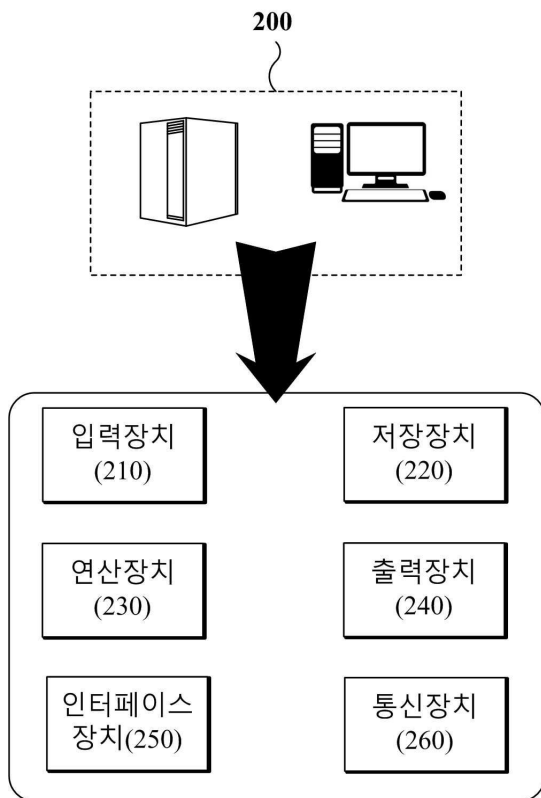 200
입력장치
(210)
저장장치
(220)
연산장치
(230)
출력장치
(240)
인터페이스
장치(250)
통신장치
(260)